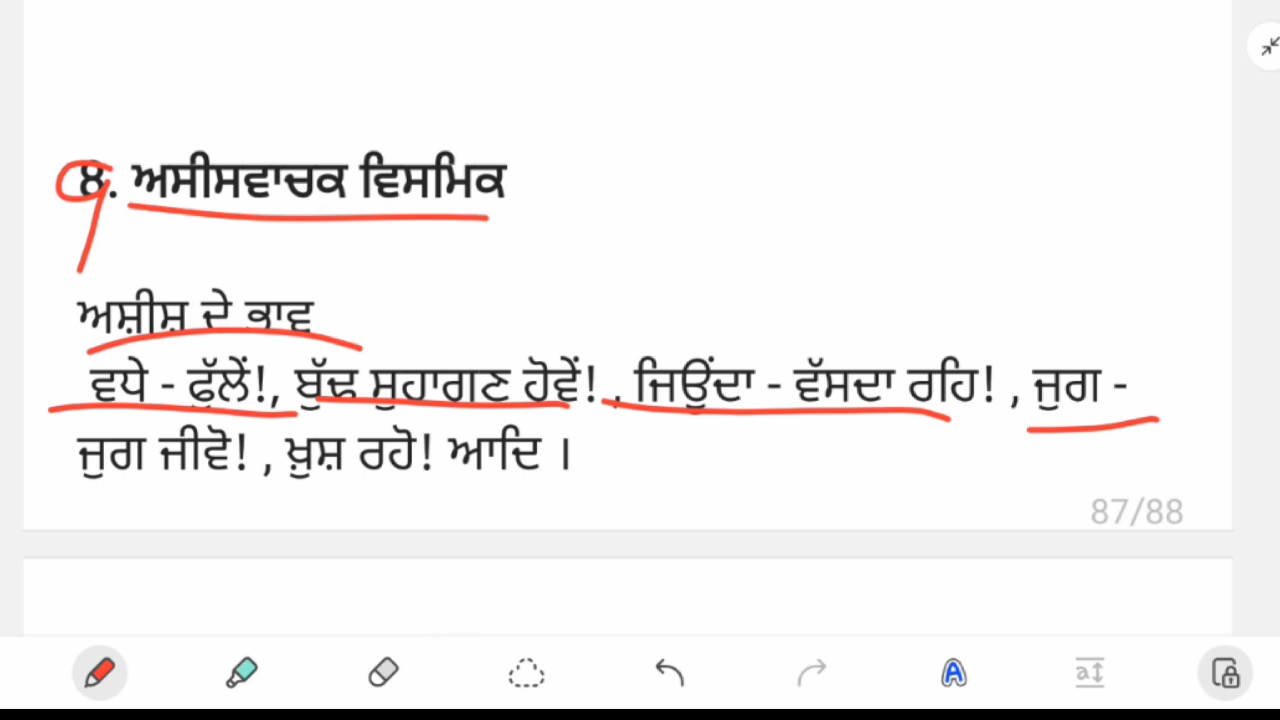 ੪. ਅਸੀਸਵਾਚਕ ਵਿਸਮਿਕ
ਅਸ਼ੀਸ਼ ਦੇ ਭਾਵ
ਵਧੇ - ਫੁੱਲੇਂ!, ਬੁੱਢ ਸੁਹਾਗਣ ਹੋਵੇਂ! , ਜਿਉਂਦਾ - ਵੱਸਦਾ ਰਹਿ! , ਜੁਗ -
ਜੁਗ ਜੀਵੋ! , ਖ਼ੁਸ਼ ਰਹੋ! ਆਦਿ ।
87/88